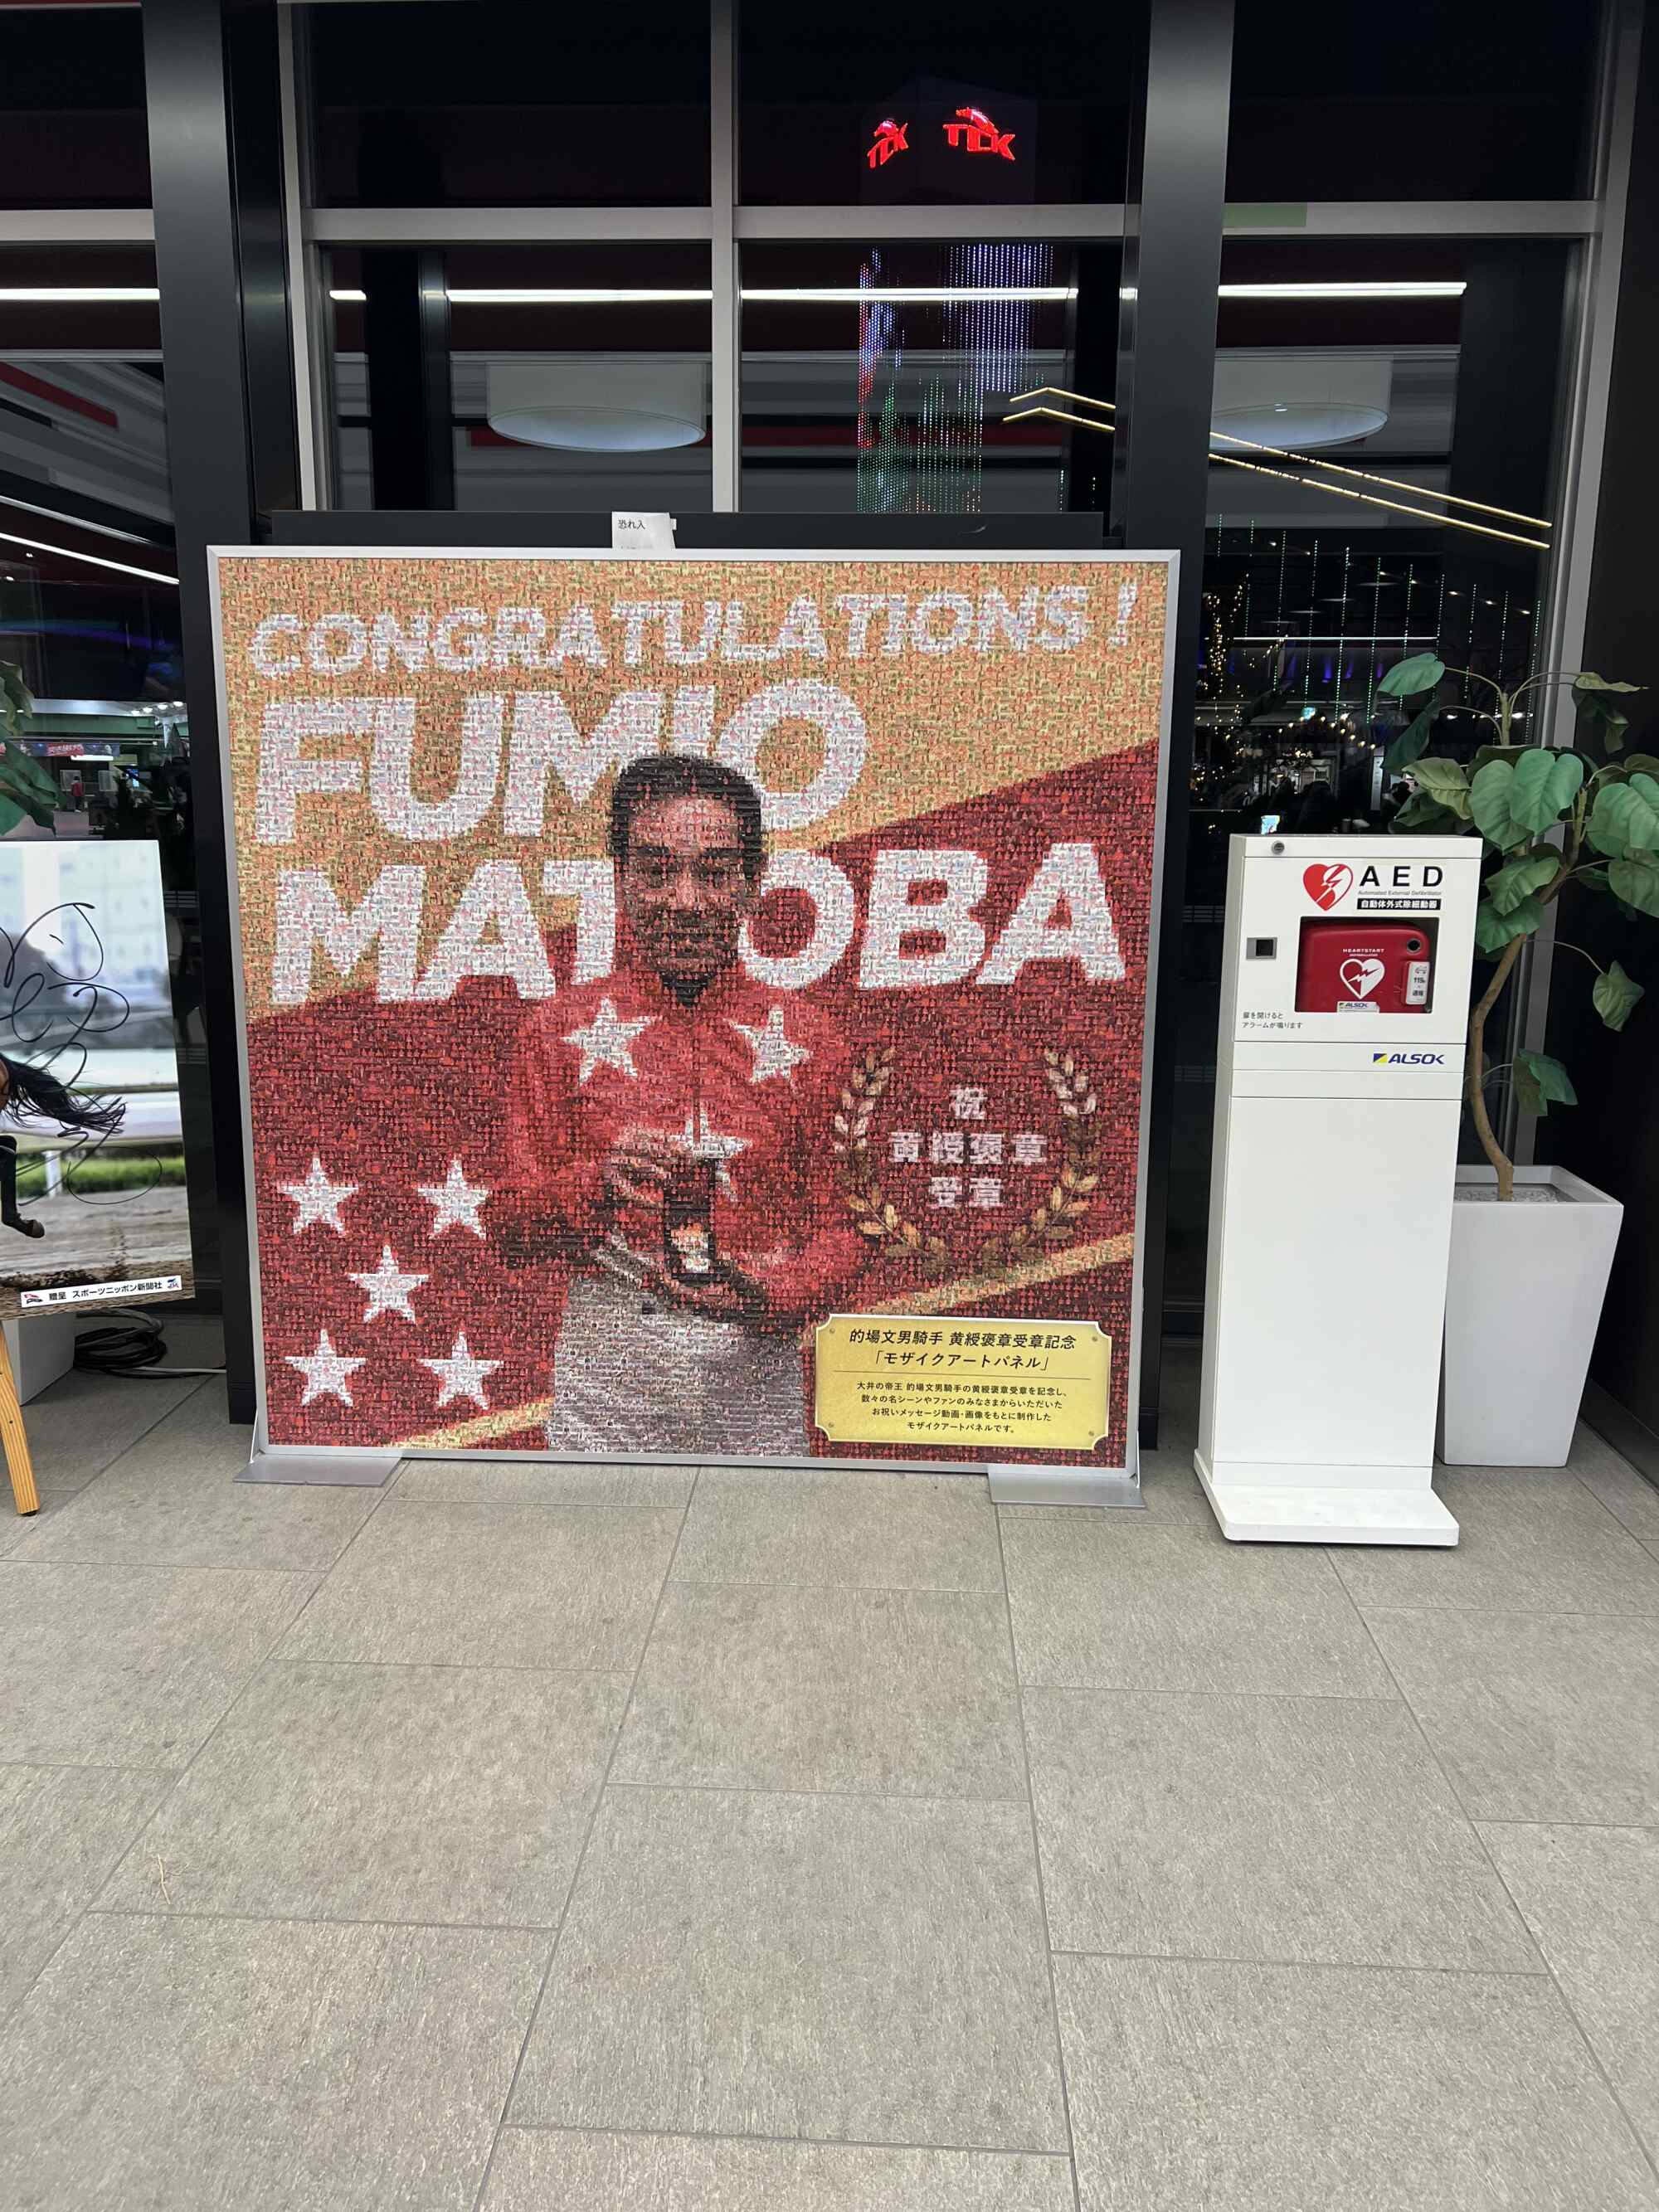 TCK
TCK
恐れ入
CONGRATULATIONS!
FUMIO
MATOBA
祝
黄綬褒章
受章
的場文男騎手 黄綬褒章受章記念
「モザイクアートパネル」
大井の帝王 的場文男騎手の黄綬褒章受章を記念し、
数々の名シーンやファンのみなさまからいただいた
お祝いメッセージ動画・画像をもとに制作した
モザイクアートパネルです。
贈呈 スポーツニッポン新聞社
AED
Automated External Defibrillator
自動体外式除細動器
HEARTSTART
ALSOK
扉を開けると
アラームが鳴ります
ALSOK